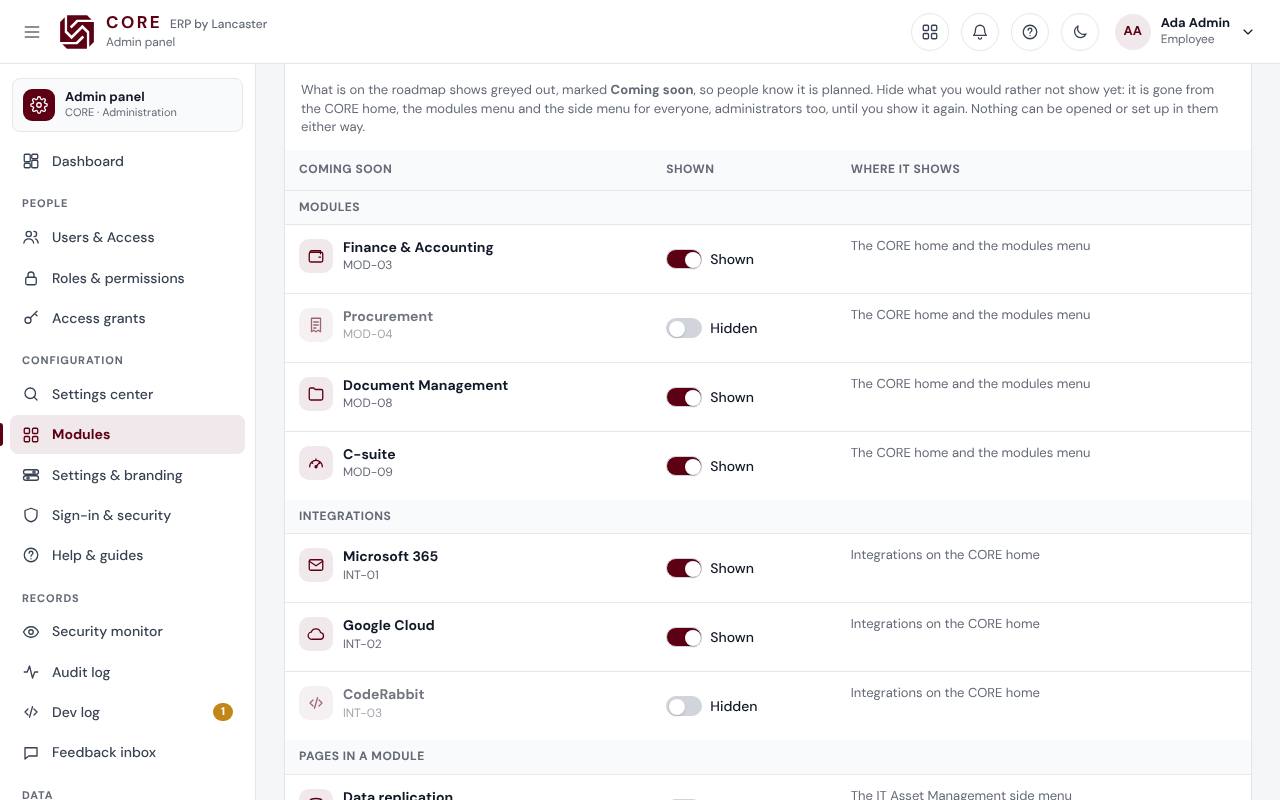 CORE ERP by Lancaster
Admin panel
AA
Ada Admin
Employee
Admin panel
CORE · Administration
Dashboard
PEOPLE
Users & Access
Roles & permissions
Access grants
CONFIGURATION
Settings center
Modules
Settings & branding
Sign-in & security
Help & guides
RECORDS
Security monitor
Audit log
Dev log 1
Feedback inbox
DATA
What is on the roadmap shows greyed out, marked Coming soon, so people know it is planned. Hide what you would rather not show yet: it is gone from
the CORE home, the modules menu and the side menu for everyone, administrators too, until you show it again. Nothing can be opened or set up in them
either way.
COMING SOON SHOWN WHERE IT SHOWS
MODULES
Finance & Accounting
MOD-03
Shown
The CORE home and the modules menu
Procurement
MOD-04
Hidden
The CORE home and the modules menu
Document Management
MOD-08
Shown
The CORE home and the modules menu
C-suite
MOD-09
Shown
The CORE home and the modules menu
INTEGRATIONS
Microsoft 365
INT-01
Shown
Integrations on the CORE home
Google Cloud
INT-02
Shown
Integrations on the CORE home
CodeRabbit
INT-03
Hidden
Integrations on the CORE home
PAGES IN A MODULE
Data replication
The IT Asset Management side menu